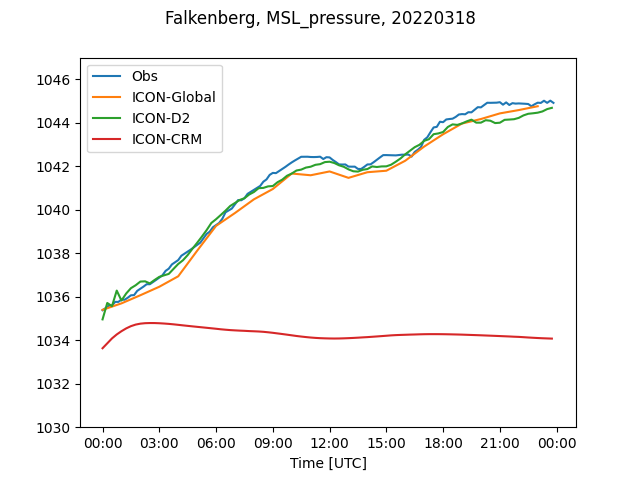 Falkenberg, MSL_pressure, 20220318
Obs
ICON-Global
ICON-D2
ICON-CRM
1046
1044
1042
1040
1038
1036
1034
1032
1030
00:00 03:00 06:00 09:00 12:00 15:00 18:00 21:00 00:00
Time [UTC]